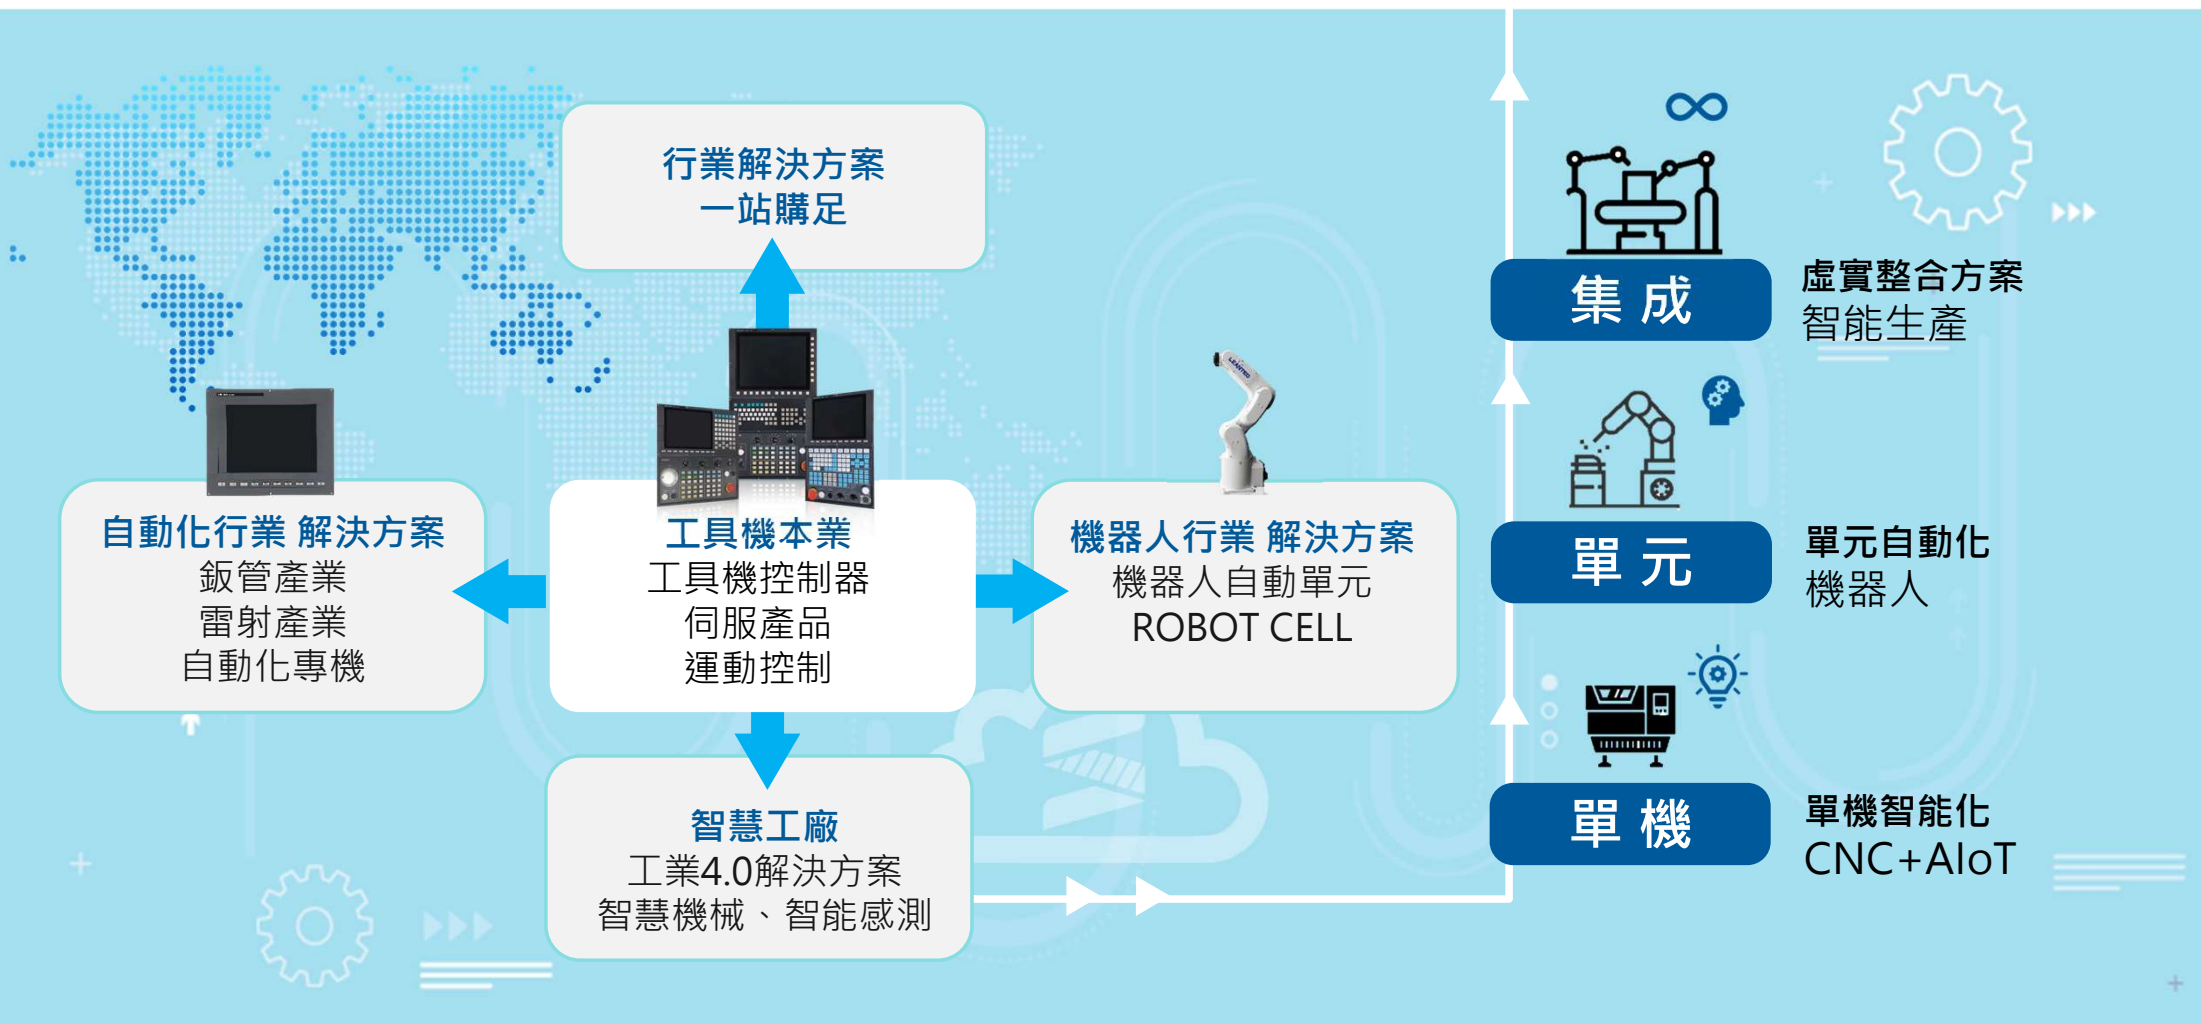 行業解決方案
一站購足
自動化行業 解決方案
鈑管產業
雷射產業
自動化專機
工具機本業
工具機控制器
伺服產品
運動控制
LEANTEC
機器人行業 解決方案
機器人自動單元
ROBOT CELL
智慧工廠
工業4.0解決方案
智慧機械、智能感測
集成
虛實整合方案
智能生產
單元
單元自動化
機器人
單機
單機智能化
CNC+AIoT